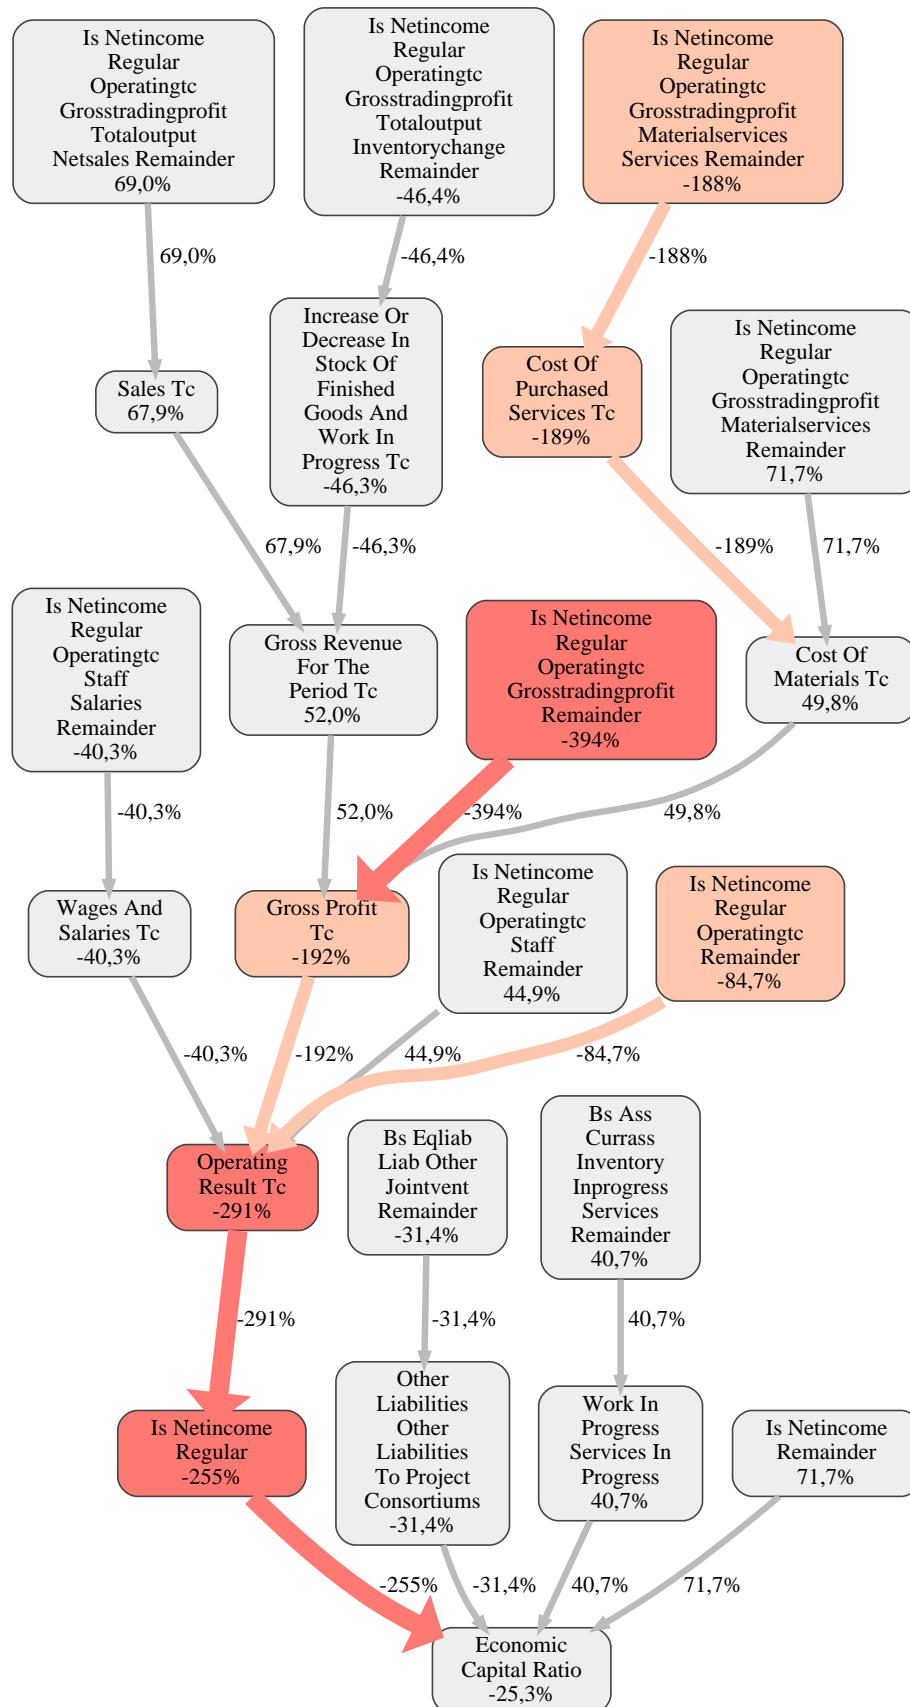 Is Netincome
Regular
Operatingtc
Grosstradingprofit
Totaloutput
Netsales Remainder
69,0%
Is Netincome
Regular
Operatingtc
Grosstradingprofit
Totaloutput
Inventorychange
Remainder
-46,4%
Is Netincome
Regular
Operatingtc
Grosstradingprofit
Materialservices
Services Remainder
-188%
69,0%
-46,4%
-188%
Increase Or
Decrease In
Stock Of
Finished
Goods And
Work In
Progress Tc
-46,3%
Is Netincome
Regular
Operatingtc
Grosstradingprofit
Materialservices
Remainder
71,7%
Sales Tc
67,9%
Cost Of
Purchased
Services Tc
-189%
67,9%
-46,3%
-189%
71,7%
Is Netincome
Regular
Operatingtc
Staff
Salaries
Remainder
-40,3%
Gross Revenue
For The
Period Tc
52,0%
Is Netincome
Regular
Operatingtc
Grosstradingprofit
Remainder
-394%
Cost Of
Materials Tc
49,8%
-40,3%
52,0%
-394%
49,8%
Wages And
Salaries Tc
-40,3%
Gross Profit
Tc
-192%
Is Netincome
Regular
Operatingtc
Staff
Remainder
44,9%
Is Netincome
Regular
Operatingtc
Remainder
-84,7%
-40,3%
-192%
44,9%
-84,7%
Operating
Result Tc
-291%
Bs Eqliab
Liab Other
Jointvent
Remainder
-31,4%
Bs Ass
Currass
Inventory
Inprogress
Services
Remainder
40,7%
-291%
-31,4%
40,7%
Is Netincome
Regular
-255%
Other
Liabilities
Other
Liabilities
To Project
Consortiums
-31,4%
Work In
Progress
Services In
Progress
40,7%
Is Netincome
Remainder
71,7%
-255%
-31,4%
40,7%
71,7%
Economic
Capital Ratio
-25,3%